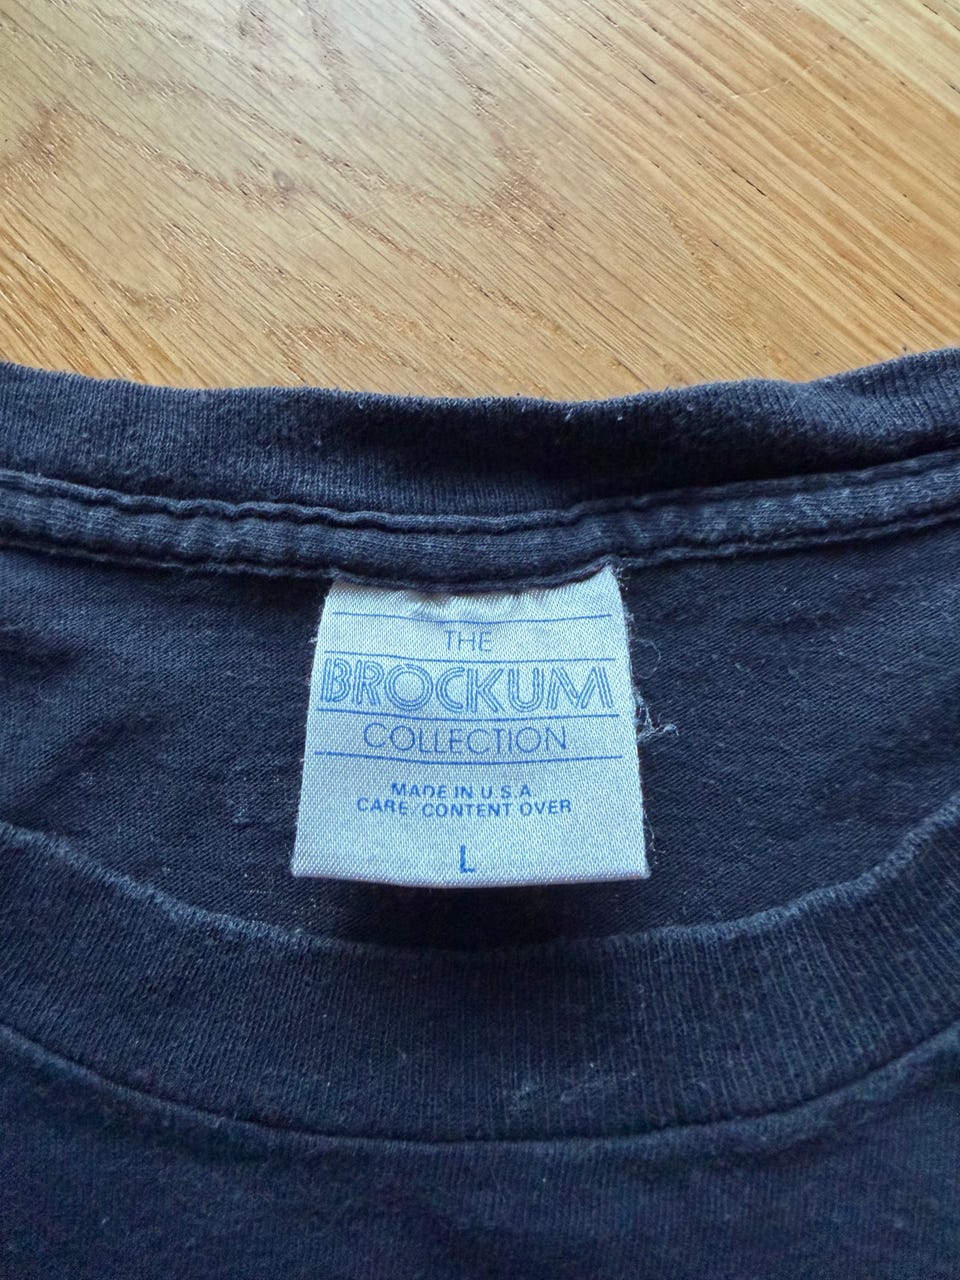 THE
BROCKUM
COLLECTION
MADE IN U.S.A.
CARE/CONTENT OVER
L